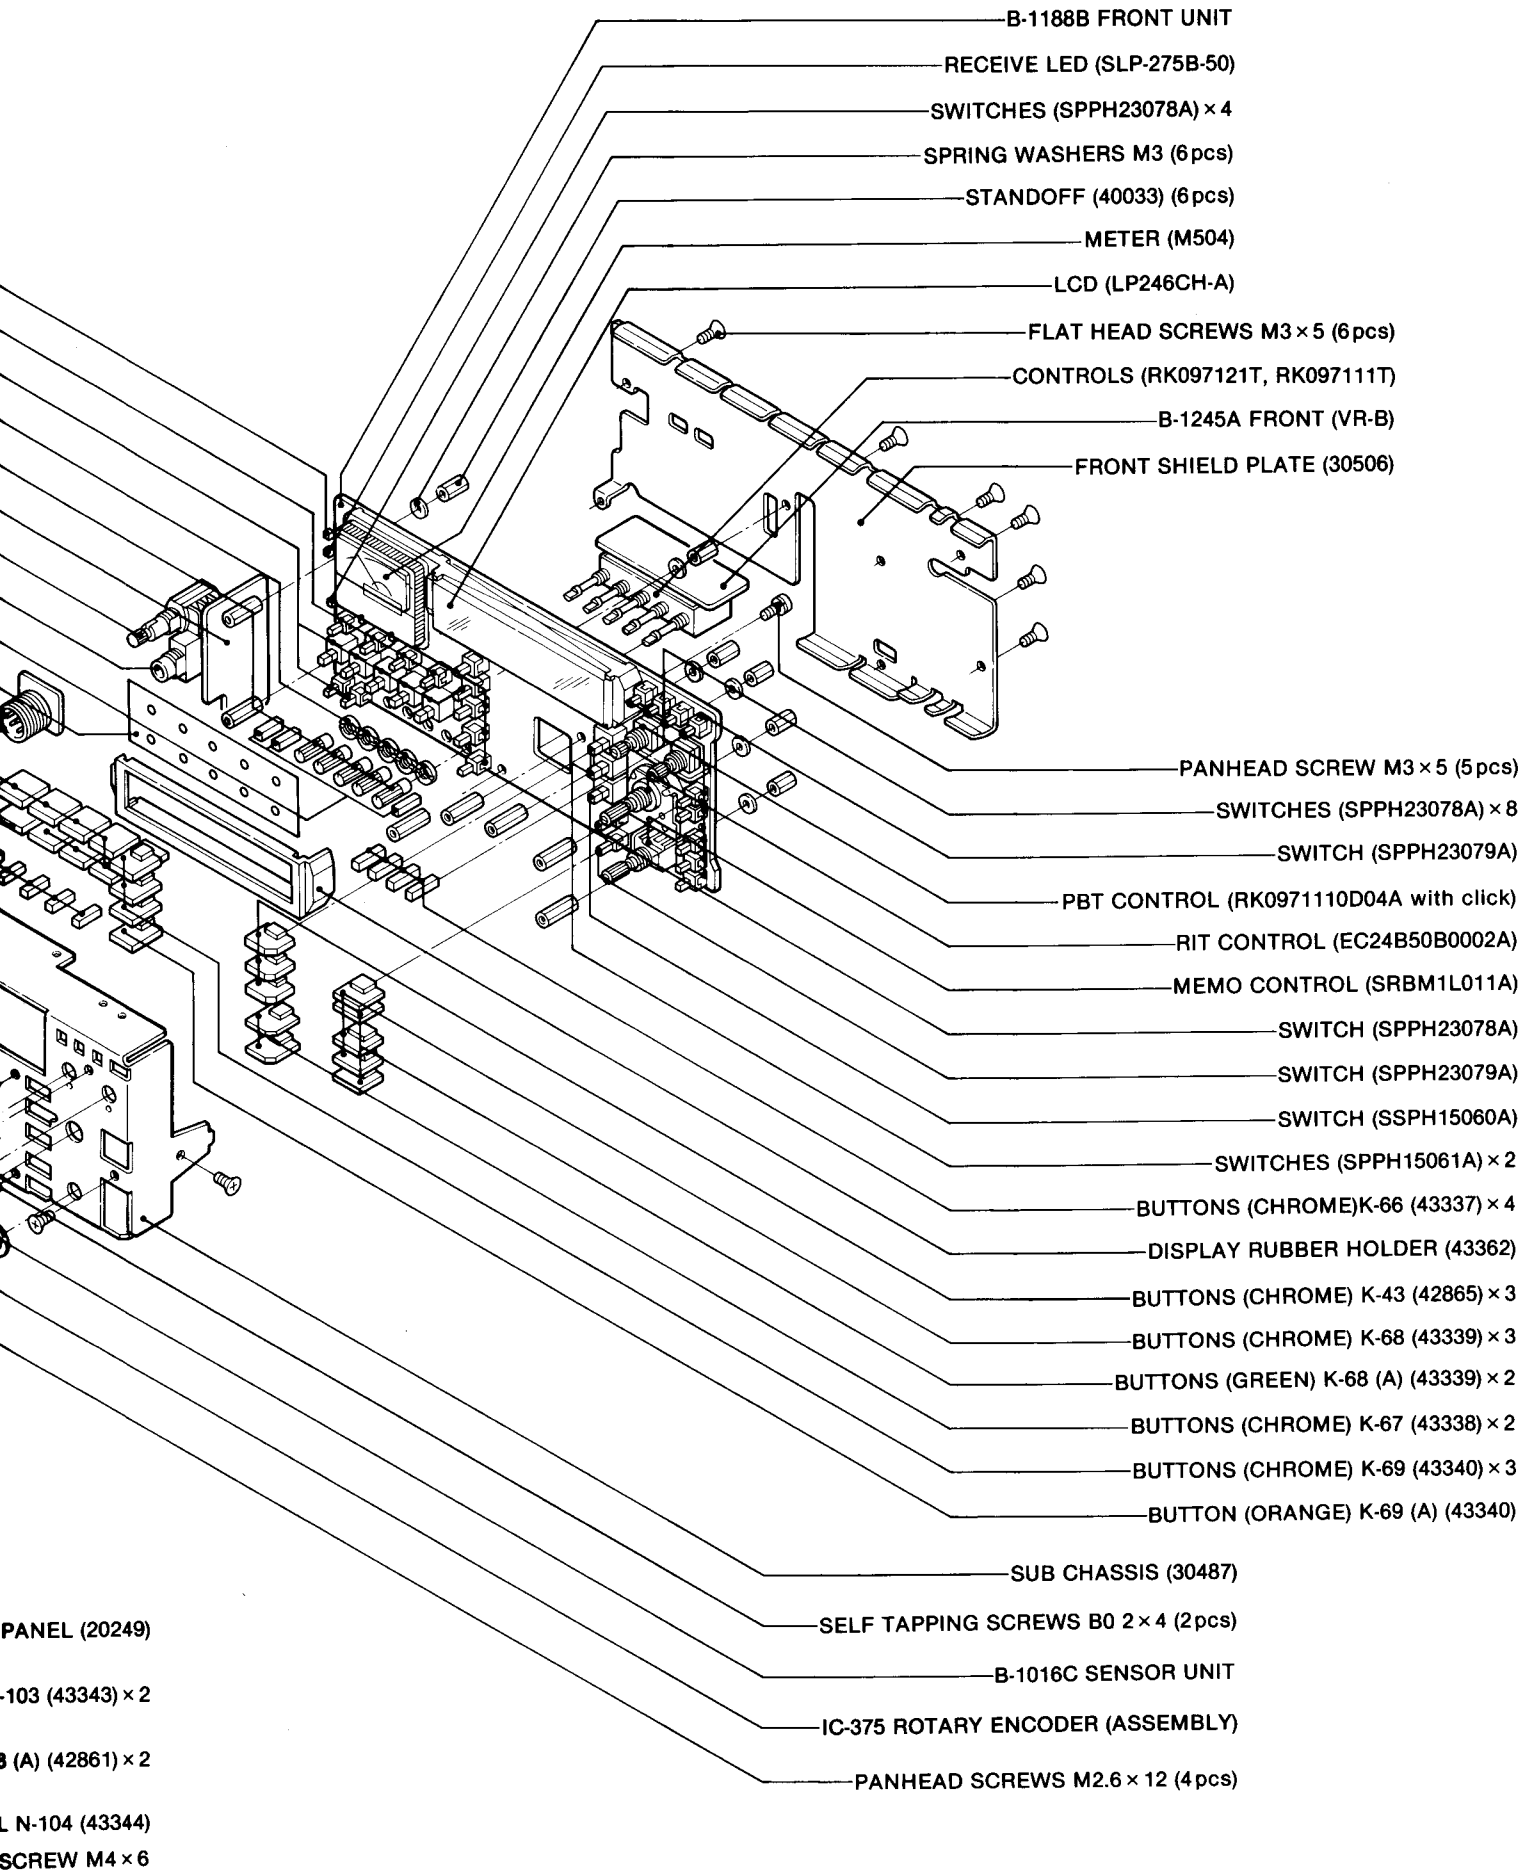 B-1188B FRONT UNIT
RECEIVE LED (SLP-275B-50)
SWITCHES (SPPH23078A) × 4
SPRING WASHERS M3 (6pcs)
STANDOFF (40033) (6pcs)
METER (M504)
LCD (LP246CH-A)
FLAT HEAD SCREWS M3 × 5 (6pcs)
CONTROLS (RK097121T, RK097111T)
B-1245A FRONT (VR-B)
FRONT SHIELD PLATE (30506)
PANHEAD SCREW M3 × 5 (5pcs)
SWITCHES (SPPH23078A) × 8
SWITCH (SPPH23079A)
PBT CONTROL (RK0971110D04A with click)
RIT CONTROL (EC24B50B0002A)
MEMO CONTROL (SRBM1L011A)
SWITCH (SPPH23078A)
SWITCH (SPPH23079A)
SWITCH (SSPH15060A)
SWITCHES (SPPH15061A) × 2
BUTTONS (CHROME)K-66 (43337) × 4
DISPLAY RUBBER HOLDER (43362)
BUTTONS (CHROME) K-43 (42865) × 3
BUTTONS (CHROME) K-68 (43339) × 3
BUTTONS (GREEN) K-68 (A) (43339) × 2
BUTTONS (CHROME) K-67 (43338) × 2
BUTTONS (CHROME) K-69 (43340) × 3
BUTTON (ORANGE) K-69 (A) (43340)
SUB CHASSIS (30487)
SELF TAPPING SCREWS B0 2 × 4 (2pcs)
B-1016C SENSOR UNIT
IC-375 ROTARY ENCODER (ASSEMBLY)
PANHEAD SCREWS M2.6 × 12 (4pcs)
PANEL (20249)
-103 (43343) × 2
(A) (42861) × 2
L N-104 (43344)
SCREW M4 × 6